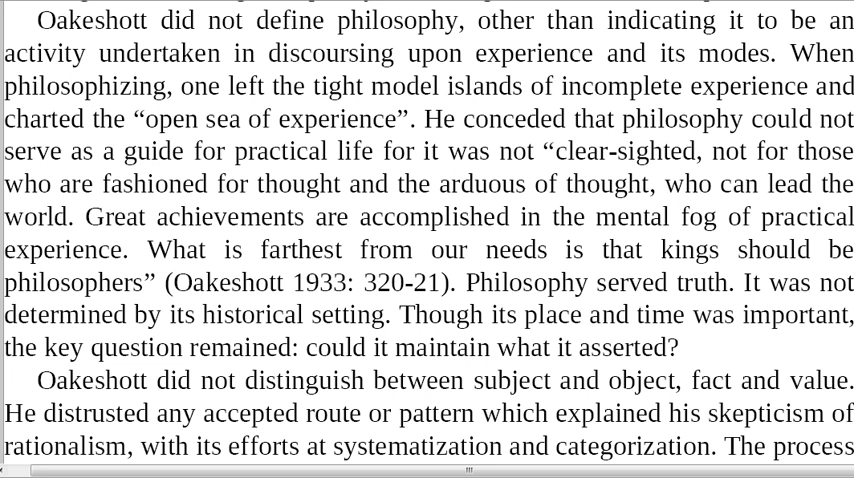 Oakeshott did not define philosophy, other than indicating it to be an
activity undertaken in discoursing upon experience and its modes. When
philosophizing, one left the tight model islands of incomplete experience and
charted the “open sea of experience”. He conceded that philosophy could not
serve as a guide for practical life for it was not “clear-sighted, not for those
who are fashioned for thought and the arduous of thought, who can lead the
world. Great achievements are accomplished in the mental fog of practical
experience. What is farthest from our needs is that kings should be
philosophers” (Oakeshott 1933: 320-21). Philosophy served truth. It was not
determined by its historical setting. Though its place and time was important,
the key question remained: could it maintain what it asserted?
Oakeshott did not distinguish between subject and object, fact and value.
He distrusted any accepted route or pattern which explained his skepticism of
rationalism, with its efforts at systematization and categorization. The process